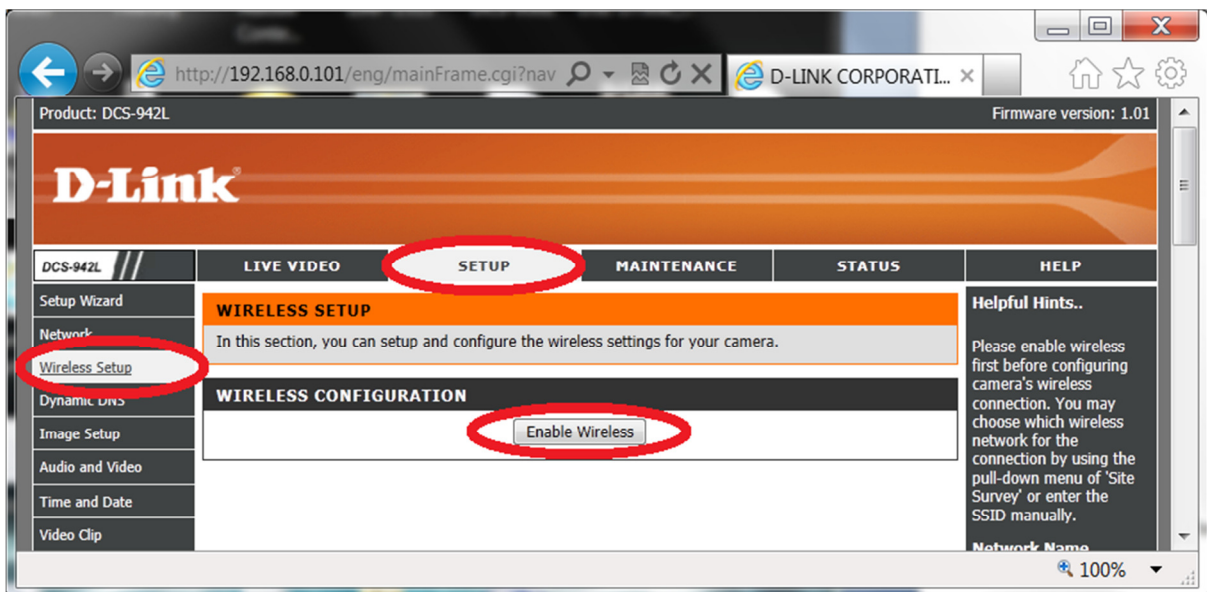 http://192.168.0.101/eng/mainFrame.cgi?nav
D-LINK CORPORATI...
Product: DCS-942L
Firmware version: 1.01
D-Link
DCS-942L
LIVE VIDEO
SETUP
MAINTENANCE
STATUS
HELP
Setup Wizard
Network
Wireless Setup
Dynamic DNS
Image Setup
Audio and Video
Time and Date
Video Clip
WIRELESS SETUP
In this section, you can setup and configure the wireless settings for your camera.
WIRELESS CONFIGURATION
Enable Wireless
Helpful Hints..
Please enable wireless
first before configuring
camera's wireless
connection. You may
choose which wireless
network for the
connection by using the
pull-down menu of 'Site
Survey' or enter the
SSID manually.
Network Name
100%